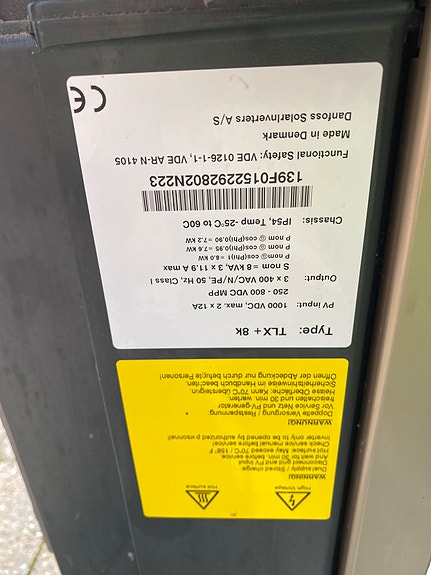 High Voltage
Hot surface
WARNING!
Dual supply / Stored charge:
Disconnect grid and PV input
And wait for 30 min. before service.
Hot surface: May exceed 70°C / 158° F
Check service manual before service!
Inverter only to be opened by authorized personnel!
WARNUNG!
Doppelte Versorgung / Restspannung:
Vor Service Netz und PV-generator
freischalten und 30 min. warten.
Heisse Oberfläche: Kann 70°C übersteigen.
Sicherheitshinweise im Handbuch beachten.
Öffnen der Abdeckung nur durch befugte Personen!
Type: TLX + 8k
PV input: 1000 VDC, max. 2 x 12A
250 - 800 VDC MPP
Output: 3 x 400 VAC/N/PE, 50 Hz, Class I
S nom = 8 kVA, 3 x 11.9 A max
P nom @ cos(Phi)1 =8.0 kW
P nom @ cos(Phi)0.95 =7.6 kW
P nom @ cos(Phi)0.90 =7.2 kW
Chassis: IP54, Temp -25°C to 60C
139F0152292802N223
Functional Safety: VDE 0126-1-1, VDE AR-N 4105
Made in Denmark
Danfoss Solarinverters A/S
CE